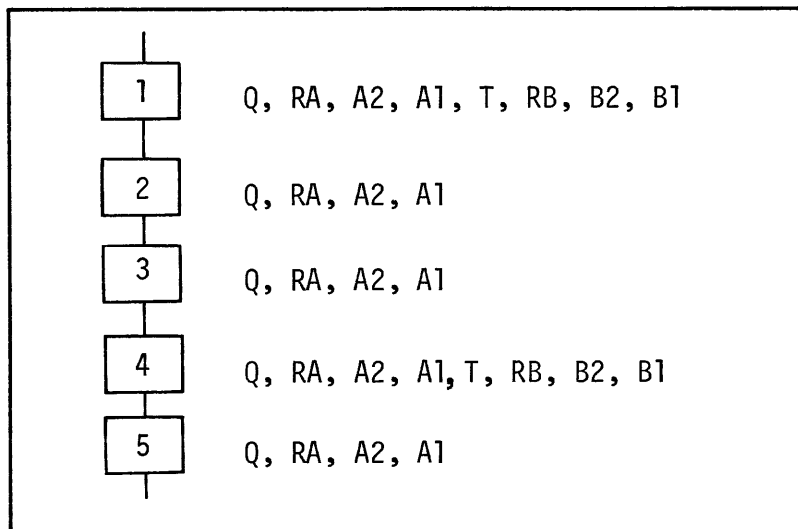 1 Q, RA, A2, A1, T, RB, B2, B1
2 Q, RA, A2, A1
3 Q, RA, A2, A1
4 Q, RA, A2, A1, T, RB, B2, B1
5 Q, RA, A2, A1